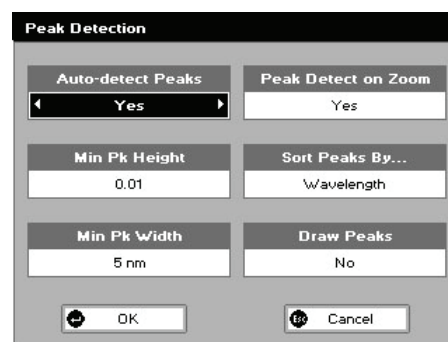 Peak Detection
Auto-detect Peaks
Yes
Peak Detect on Zoom
Yes
Min Pk Height
0.01
Sort Peaks By...
Wavelength
Min Pk Width
5 nm
Draw Peaks
No
OK
Esc Cancel